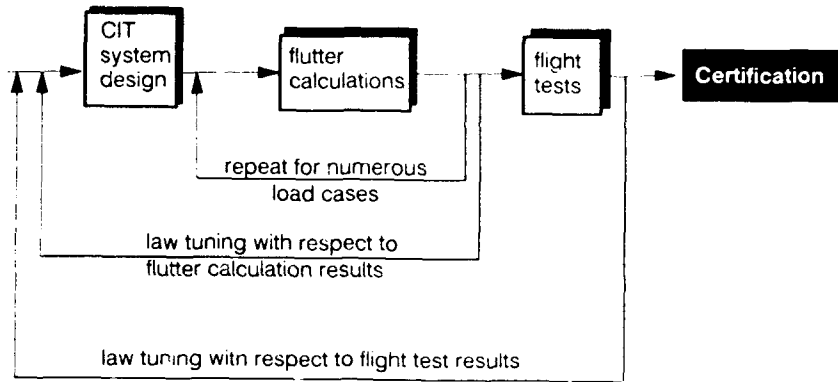 CIT
system
design
flutter
calculations
flight
tests
Certification
repeat for numerous
load cases
law tuning with respect to
flutter calculation results
law tuning witn respect to flight test results